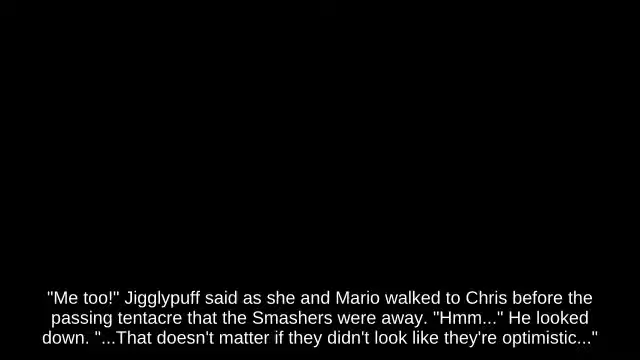 "Me too!" Jigglypuff said as she and Mario walked to Chris before the
passing tentacre that the Smashers were away. "Hmm..." He looked
down. "...That doesn't matter if they didn't look like they're optimistic..."